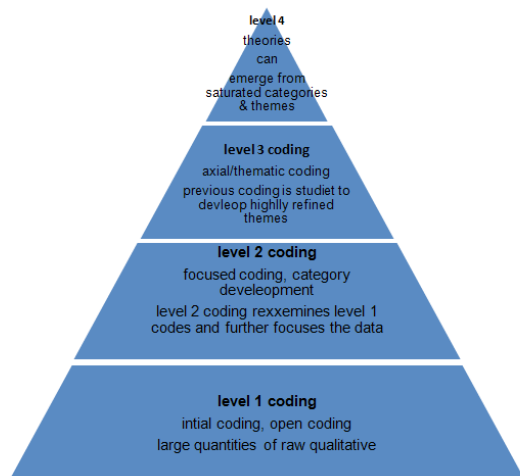 level 4
theories
can
emerge from
saturated categories
& themes
level 3 coding
axial/thematic coding
previous coding is studiet to
devleop highlly refined
themes
level 2 coding
focused coding, category
develeopment
level 2 coding rexxemines level 1
codes and further focuses the data
level 1 coding
intial coding, open coding
large quantities of raw qualitative